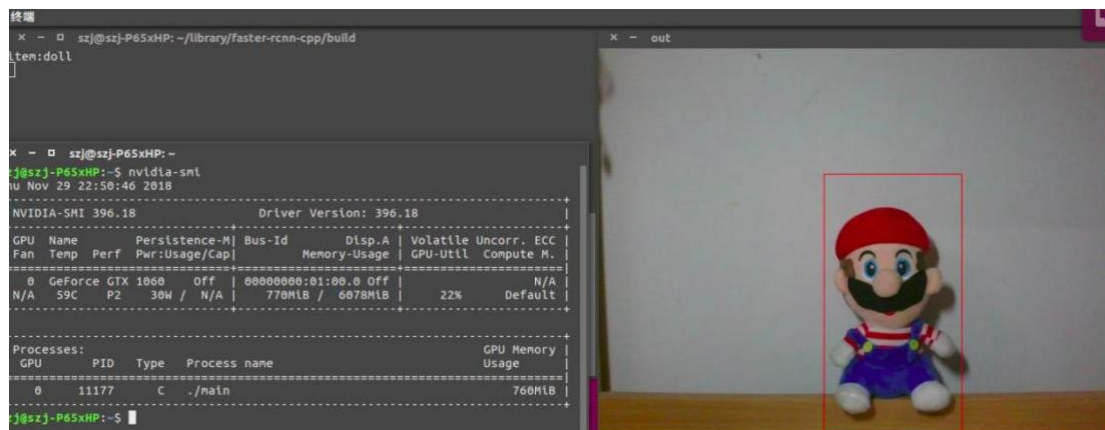 终端
× − □ szj@szj-P65xHP: ~/library/faster-rcnn-cpp/build
item:doll
× − □ szj@szj-P65xHP: ~
zj@szj-P65xHP:~$ nvidia-smi
hu Nov 29 22:50:46 2018
NVIDIA-SMI 396.18 Driver Version: 396.18
GPU Name Persistence-M| Bus-Id Disp.A | Volatile Uncorr. ECC |
Fan Temp Perf Pwr:Usage/Cap| Memory-Usage | GPU-Util Compute M. |
0 GeForce GTX 1060 Off | 00000000:01:00.0 Off | N/A |
N/A 59C P2 30W / N/A | 770MiB / 6078MiB | 22% Default |
Processes: GPU Memory |
GPU PID Type Process name Usage |
0 11177 C ./main 760MiB |
zj@szj-P65xHP:~$
× − out